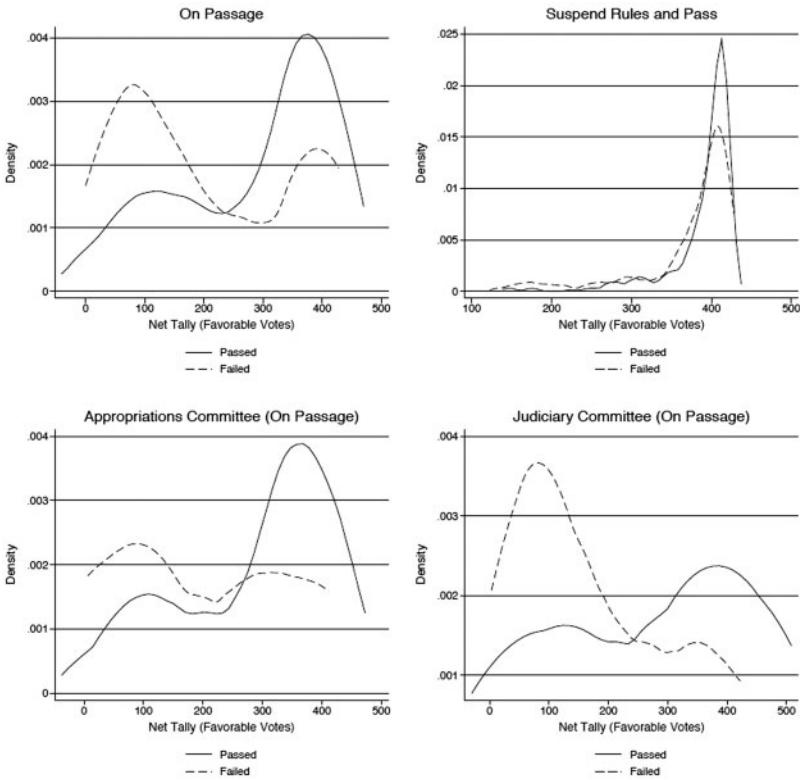 On Passage
.004
.003
.002
.001
0
Density
0 100 200 300 400 500
Net Tally (Favorable Votes)
Passed
Failed
Suspend Rules and Pass
.025
.02
.015
.01
.005
0
Density
100 200 300 400 500
Net Tally (Favorable Votes)
Passed
Failed
Appropriations Committee (On Passage)
.004
.003
.002
.001
0
Density
0 100 200 300 400 500
Net Tally (Favorable Votes)
Passed
Failed
Judiciary Committee (On Passage)
.004
.003
.002
.001
Density
0 100 200 300 400 500
Net Tally (Favorable Votes)
Passed
Failed